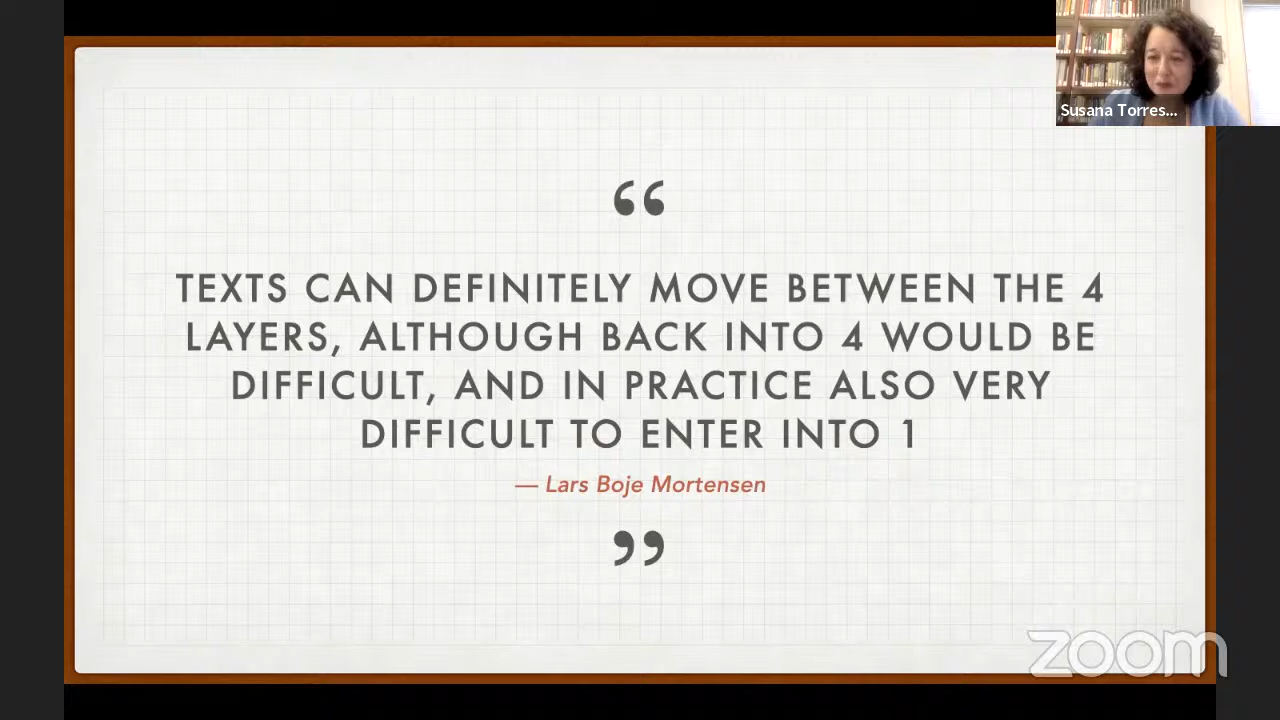 Susana Torres...
“
TEXTS CAN DEFINITELY MOVE BETWEEN THE 4
LAYERS, ALTHOUGH BACK INTO 4 WOULD BE
DIFFICULT, AND IN PRACTICE ALSO VERY
DIFFICULT TO ENTER INTO 1
— Lars Boje Mortensen
”
zoom